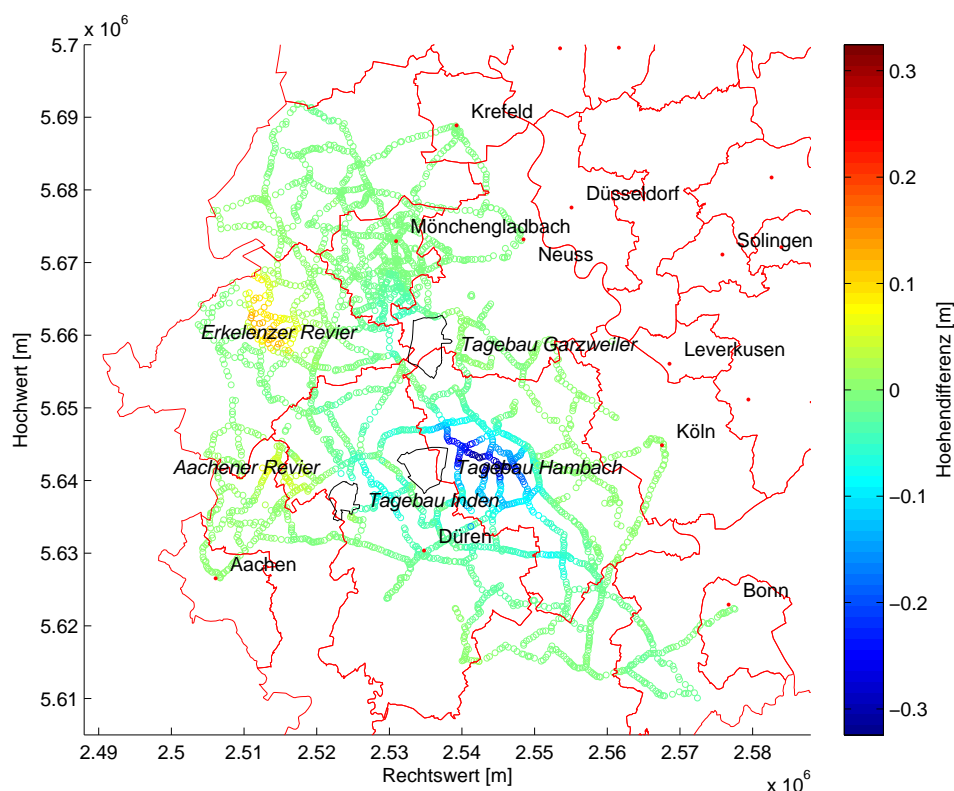 x 10⁶
5.7
5.69
5.68
5.67
5.66
5.65
5.64
5.63
5.62
5.61
Hochwert [m]
Krefeld
Düsseldorf
Mönchengladbach
Solingen
Neuss
Erkelenzer Revier
Tagebau Garzweiler
Leverkusen
Köln
Aachener Revier
Tagebau Hambach
Tagebau Inden
Düren
Aachen
Bonn
2.49 2.5 2.51 2.52 2.53 2.54 2.55 2.56 2.57 2.58
Rechtswert [m]
x 10⁶
0.3
0.2
0.1
0
−0.1
−0.2
−0.3
Hoehendifferenz [m]